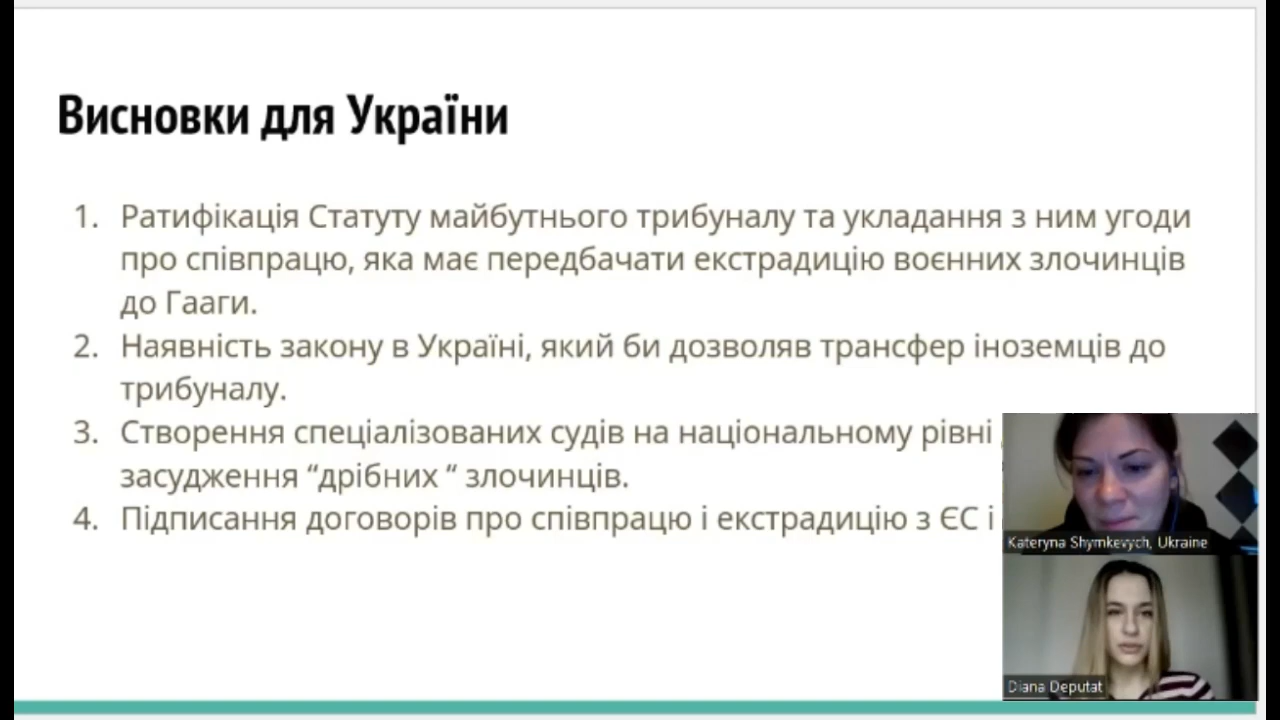 Висновки для України
1. Ратифікація Статуту майбутнього трибуналу та укладання з ним угоди
про співпрацю, яка має передбачати екстрадицію воєнних злочинців
до Гааги.
2. Наявність закону в Україні, який би дозволяв трансфер іноземців до
трибуналу.
3. Створення спеціалізованих судів на національному рівні
засудження “дрібних “ злочинців.
4. Підписання договорів про співпрацю і екстрадицію з ЄС і
Kateryna Shymkevych, Ukraine
Diana Deputat